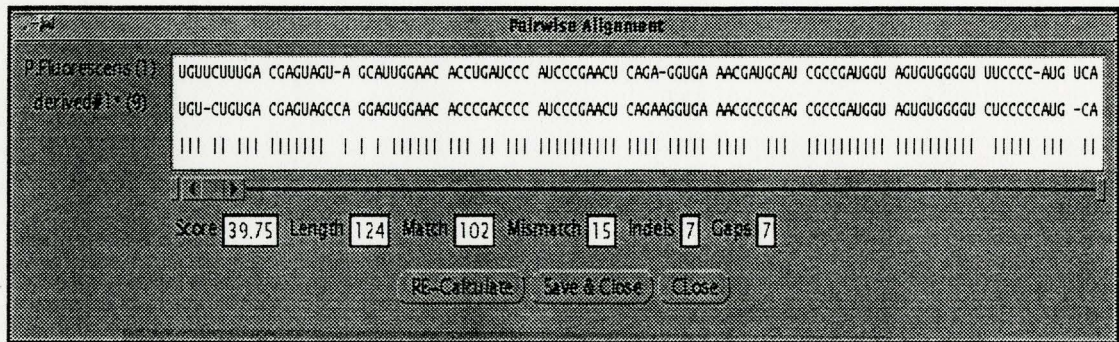 Pairwise Alignment
P.Fluorescens (1) UGUUCUUUGA CGAGUAGU-A GCAUUGGAAC ACCUGAUCCC AUCCCGAACU CAGA-GGUGA AACGAUGCAU CGCCGAUGGU AGUGUGGGGU UUCCCC-AUG UCA
derived#1* (9) UGU-CUGUGA CGAGUAGCCA GGAGUGGAAC ACCCGACCCC AUCCCGAACU CAGAAGGUGA AACGCCGCAG CGCCGAUGGU AGUGUGGGGU CUCCCCCAUG -CA
||| || ||| ||||||| | | | |||||| ||| || ||| |||||||||| |||| ||||| |||| ||| |||||||||| |||||||||| ||||| ||| ||
Score 39.75 Length 124 Match 102 Mismatch 15 Indels 7 Gaps 7
RE-Calculate Save & Close CLose